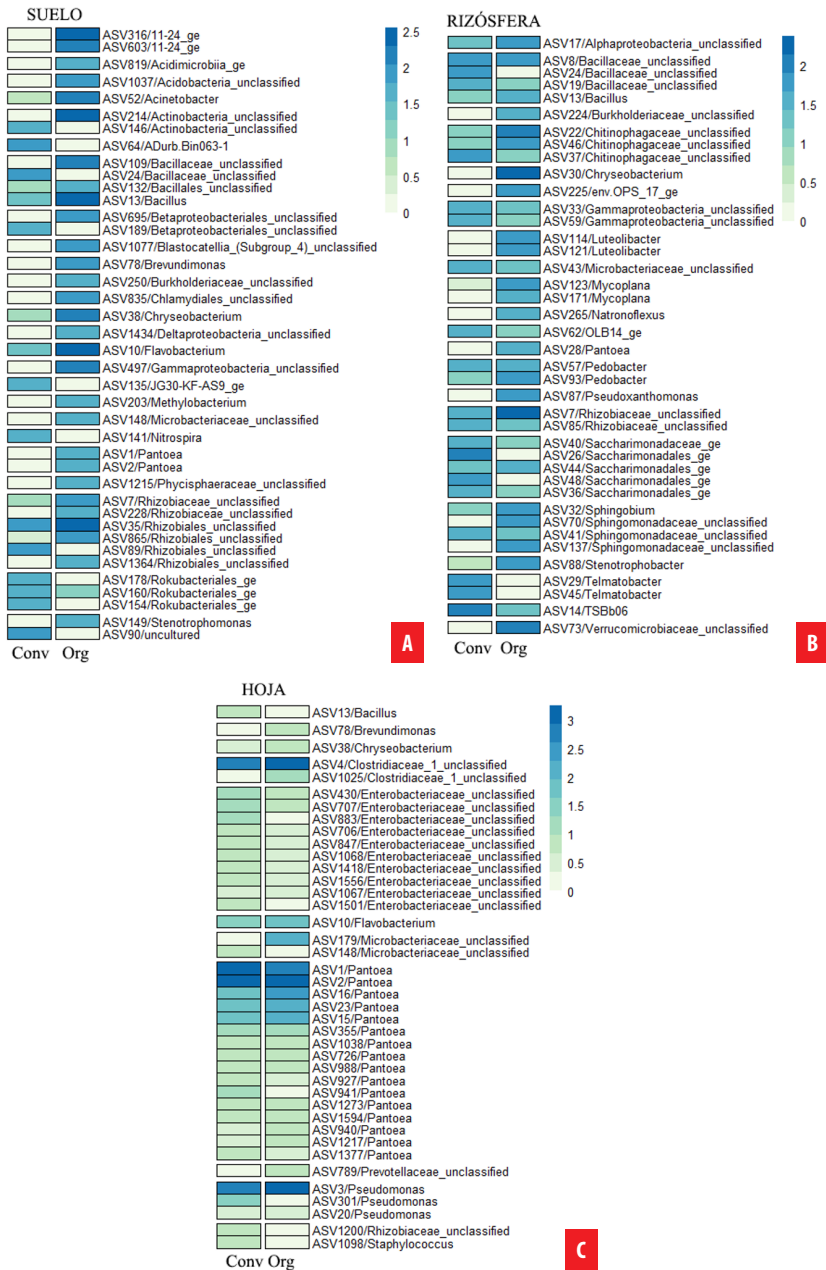 SUELO
ASV316/11-24_ge
ASV603/11-24_ge
ASV819/Acidimicrobiia_ge
ASV1037/Acidobacteria_unclassified
ASV52/Acinetobacter
ASV214/Actinobacteria_unclassified
ASV146/Actinobacteria_unclassified
ASV64/ADurb.Bin063-1
ASV109/Bacillaceae_unclassified
ASV24/Bacillaceae_unclassified
ASV132/Bacillales_unclassified
ASV13/Bacillus
ASV695/Betaproteobacteriales_unclassified
ASV189/Betaproteobacteriales_unclassified
ASV1077/Blastocatellia_(Subgroup_4)_unclassified
ASV78/Brevundimonas
ASV250/Burkholderiaceae_unclassified
ASV835/Chlamydiales_unclassified
ASV38/Chryseobacterium
ASV1434/Deltaproteobacteria_unclassified
ASV10/Flavobacterium
ASV497/Gammaproteobacteria_unclassified
ASV135/JG30-KF-AS9_ge
ASV203/Methylobacterium
ASV148/Microbacteriaceae_unclassified
ASV141/Nitrospira
ASV1/Pantoea
ASV2/Pantoea
ASV1215/Phycisphaeraceae_unclassified
ASV7/Rhizobiaceae_unclassified
ASV228/Rhizobiaceae_unclassified
ASV35/Rhizobiales_unclassified
ASV865/Rhizobiales_unclassified
ASV89/Rhizobiales_unclassified
ASV1364/Rhizobiales_unclassified
ASV178/Rokubacteriales_ge
ASV160/Rokubacteriales_ge
ASV154/Rokubacteriales_ge
ASV149/Stenotrophomonas
ASV90/uncultured
Conv Org
2.5
2
1.5
1
0.5
0
A
RIZÓSFERA
ASV17/Alphaproteobacteria_unclassified
ASV8/Bacillaceae_unclassified
ASV24/Bacillaceae_unclassified
ASV19/Bacillaceae_unclassified
ASV13/Bacillus
ASV224/Burkholderiaceae_unclassified
ASV22/Chitinophagaceae_unclassified
ASV46/Chitinophagaceae_unclassified
ASV37/Chitinophagaceae_unclassified
ASV30/Chryseobacterium
ASV225/env.OPS_17_ge
ASV33/Gammaproteobacteria_unclassified
ASV59/Gammaproteobacteria_unclassified
ASV114/Luteolibacter
ASV121/Luteolibacter
ASV43/Microbacteriaceae_unclassified
ASV123/Mycoplana
ASV171/Mycoplana
ASV265/Natronoflexus
ASV62/OLB14_ge
ASV28/Pantoea
ASV57/Pedobacter
ASV93/Pedobacter
ASV87/Pseudoxanthomonas
ASV7/Rhizobiaceae_unclassified
ASV85/Rhizobiaceae_unclassified
ASV40/Saccharimonadaceae_ge
ASV26/Saccharimonadales_ge
ASV44/Saccharimonadales_ge
ASV48/Saccharimonadales_ge
ASV36/Saccharimonadales_ge
ASV32/Sphingobium
ASV70/Sphingomonadaceae_unclassified
ASV41/Sphingomonadaceae_unclassified
ASV137/Sphingomonadaceae_unclassified
ASV88/Stenotrophobacter
ASV29/Telmatobacter
ASV45/Telmatobacter
ASV14/TSBb06
ASV73/Verrucomicrobiaceae_unclassified
Conv Org
2
1.5
1
0.5
0
B
HOJA
ASV13/Bacillus
ASV78/Brevundimonas
ASV38/Chryseobacterium
ASV4/Clostridiaceae_1_unclassified
ASV1025/Clostridiaceae_1_unclassified
ASV430/Enterobacteriaceae_unclassified
ASV707/Enterobacteriaceae_unclassified
ASV883/Enterobacteriaceae_unclassified
ASV706/Enterobacteriaceae_unclassified
ASV847/Enterobacteriaceae_unclassified
ASV1068/Enterobacteriaceae_unclassified
ASV1418/Enterobacteriaceae_unclassified
ASV1556/Enterobacteriaceae_unclassified
ASV1067/Enterobacteriaceae_unclassified
ASV1501/Enterobacteriaceae_unclassified
ASV10/Flavobacterium
ASV179/Microbacteriaceae_unclassified
ASV148/Microbacteriaceae_unclassified
ASV1/Pantoea
ASV2/Pantoea
ASV16/Pantoea
ASV23/Pantoea
ASV15/Pantoea
ASV355/Pantoea
ASV1038/Pantoea
ASV726/Pantoea
ASV988/Pantoea
ASV927/Pantoea
ASV941/Pantoea
ASV1273/Pantoea
ASV1594/Pantoea
ASV940/Pantoea
ASV1217/Pantoea
ASV1377/Pantoea
ASV789/Prevotellaceae_unclassified
ASV3/Pseudomonas
ASV301/Pseudomonas
ASV20/Pseudomonas
ASV1200/Rhizobiaceae_unclassified
ASV1098/Staphylococcus
Conv Org
3
2.5
2
1.5
1
0.5
0
C